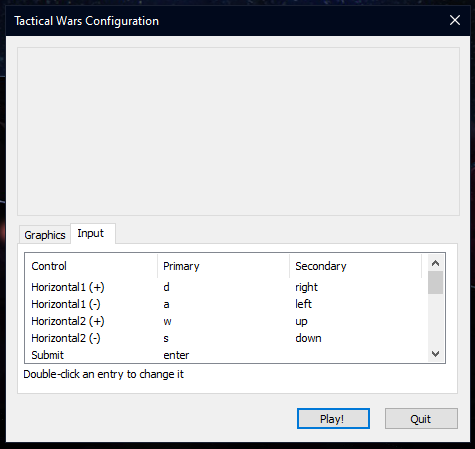 Tactical Wars Configuration
Graphics Input
Control Primary Secondary
Horizontal1 (+) d right
Horizontal1 (-) a left
Horizontal2 (+) w up
Horizontal2 (-) s down
Submit enter
Double-click an entry to change it
Play! Quit